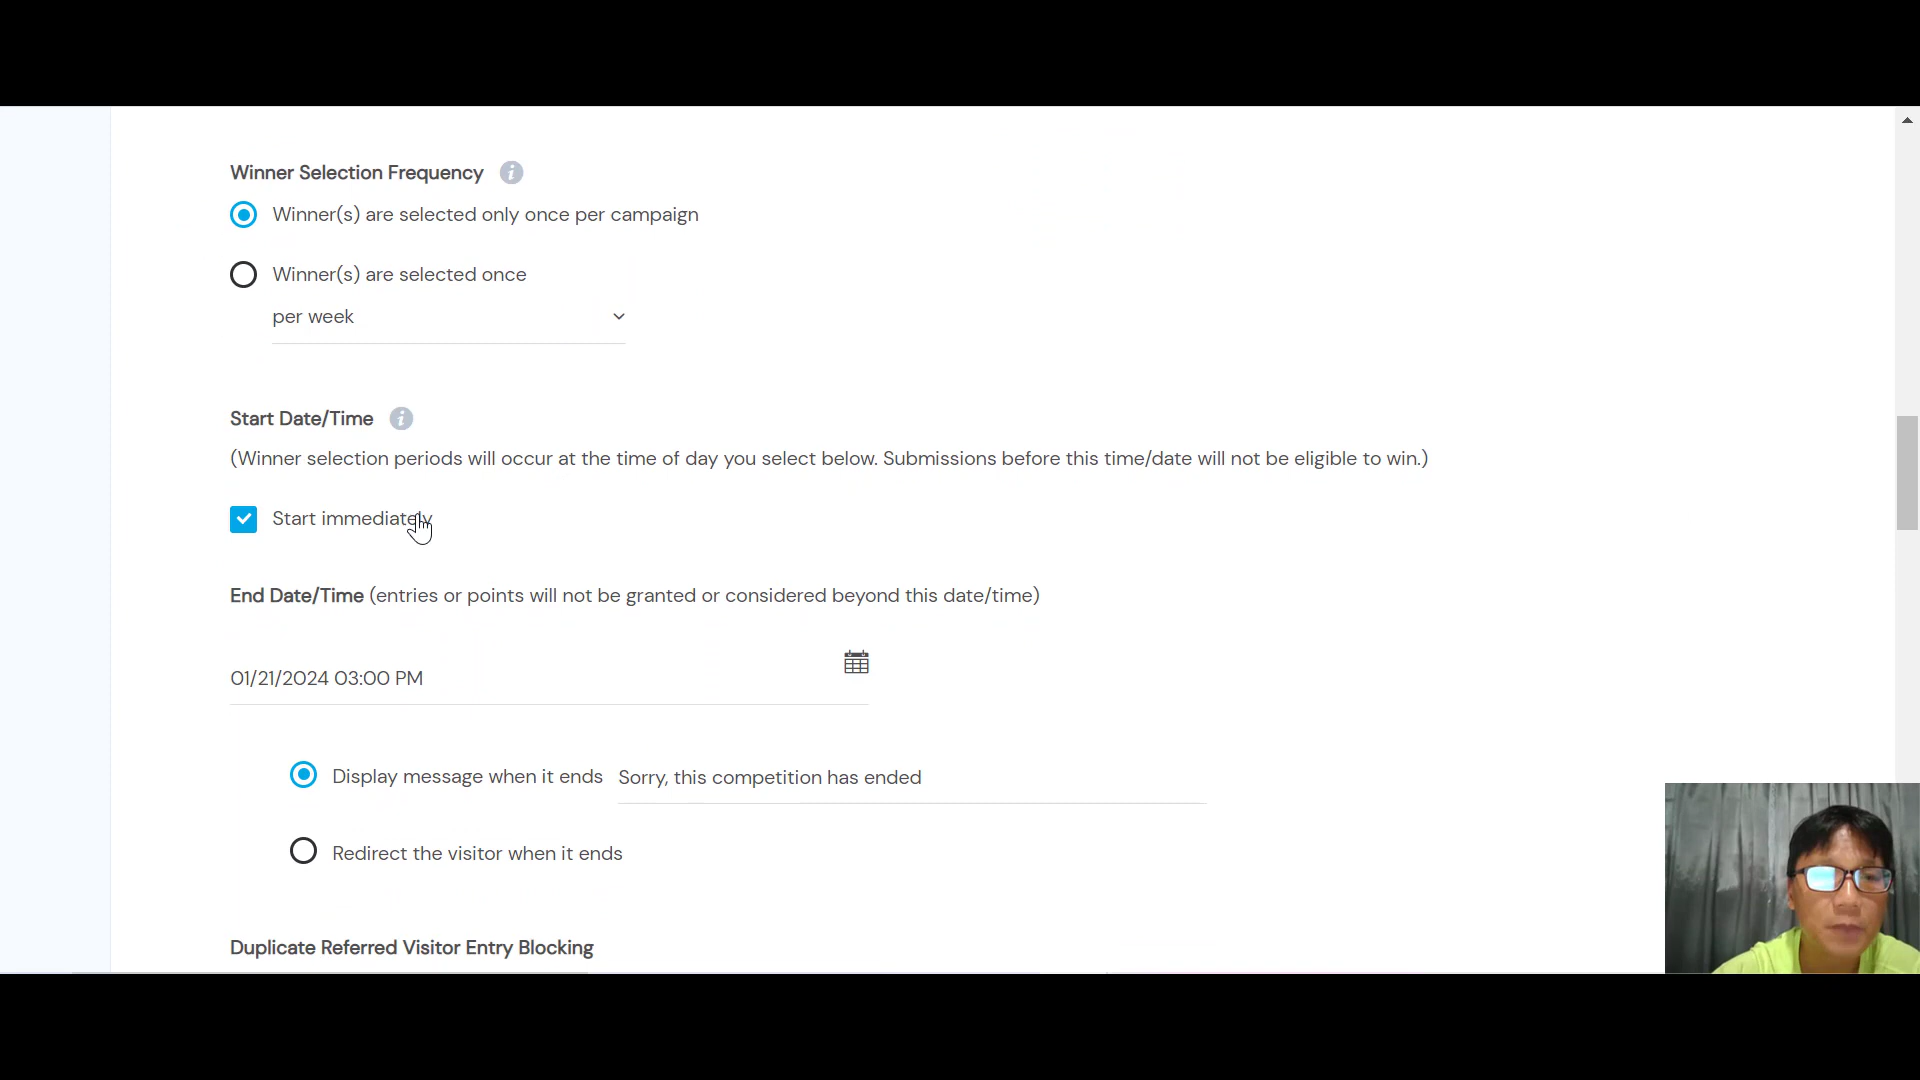 Winner Selection Frequency
Winner(s) are selected only once per campaign
Winner(s) are selected once
per week
Start Date/Time
(Winner selection periods will occur at the time of day you select below. Submissions before this time/date will not be eligible to win.)
Start immediately
End Date/Time (entries or points will not be granted or considered beyond this date/time)
01/21/2024 03:00 PM
Display message when it ends Sorry, this competition has ended
Redirect the visitor when it ends
Duplicate Referred Visitor Entry Blocking